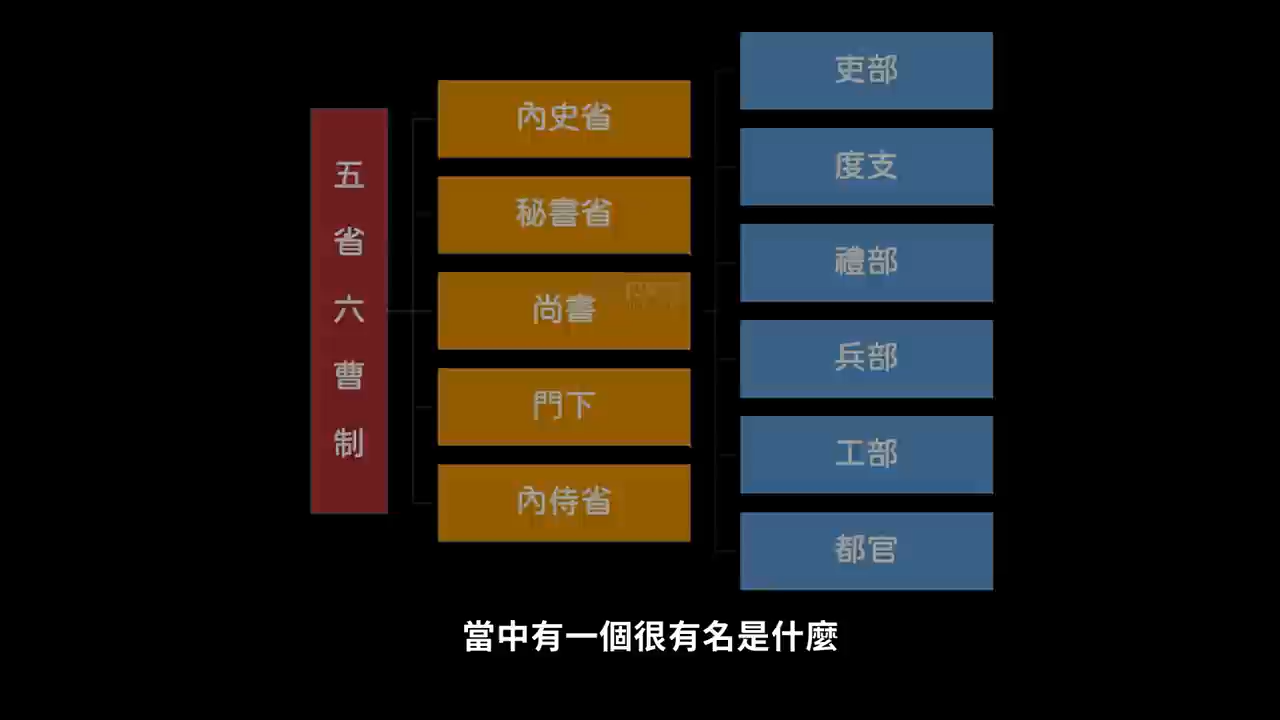 五省六曹制
內史省
秘書省
尚書
門下
內侍省
吏部
度支
禮部
兵部
工部
都官
當中有一個很有名是什麼